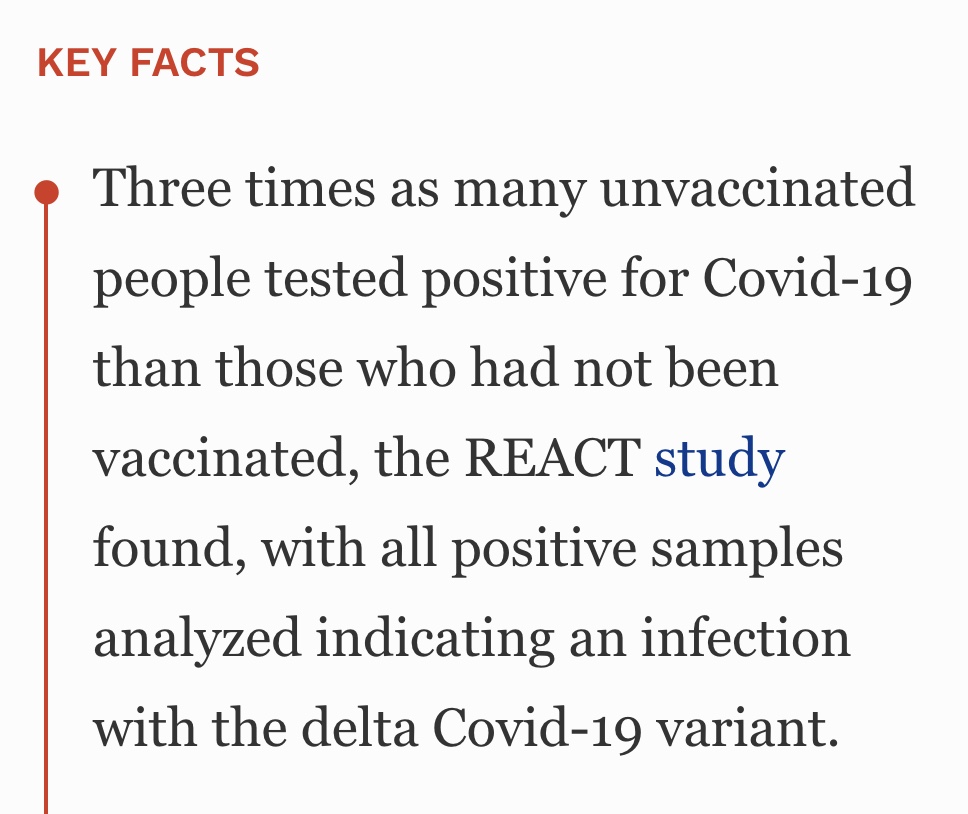 KEY FACTS
Three times as many unvaccinated
people tested positive for Covid-19
than those who had not been
vaccinated, the REACT study
found, with all positive samples
analyzed indicating an infection
with the delta Covid-19 variant.